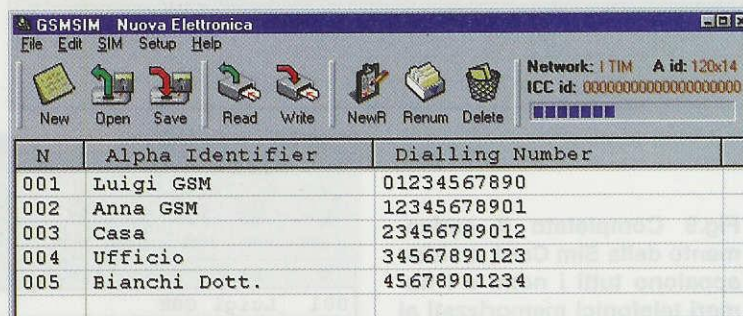 GSMSIM Nuova Elettronica
File Edit SIM Setup Help
New Open Save Read Write NewR Renum Delete
Network: I TIM A id: 120x14
ICC id: 00000000000000000000
N Alpha Identifier Dialling Number
001 Luigi GSM 01234567890
002 Anna GSM 12345678901
003 Casa 23456789012
004 Ufficio 34567890123
005 Bianchi Dott. 45678901234